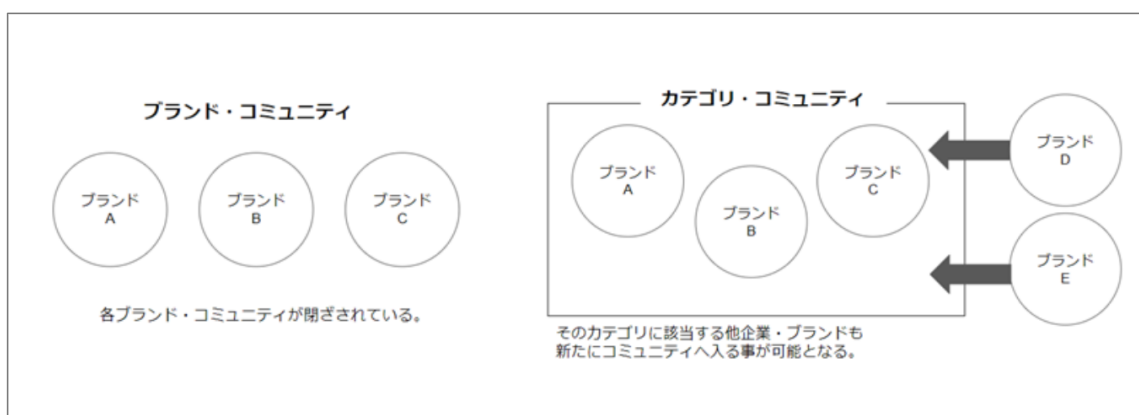 ブランド・コミュニティ
ブランド
A
ブランド
B
ブランド
C
各ブランド・コミュニティが閉ざされている。
カテゴリ・コミュニティ
ブランド
A
ブランド
B
ブランド
C
ブランド
D
ブランド
E
そのカテゴリに該当する他企業・ブランドも
新たにコミュニティへ入る事が可能となる。